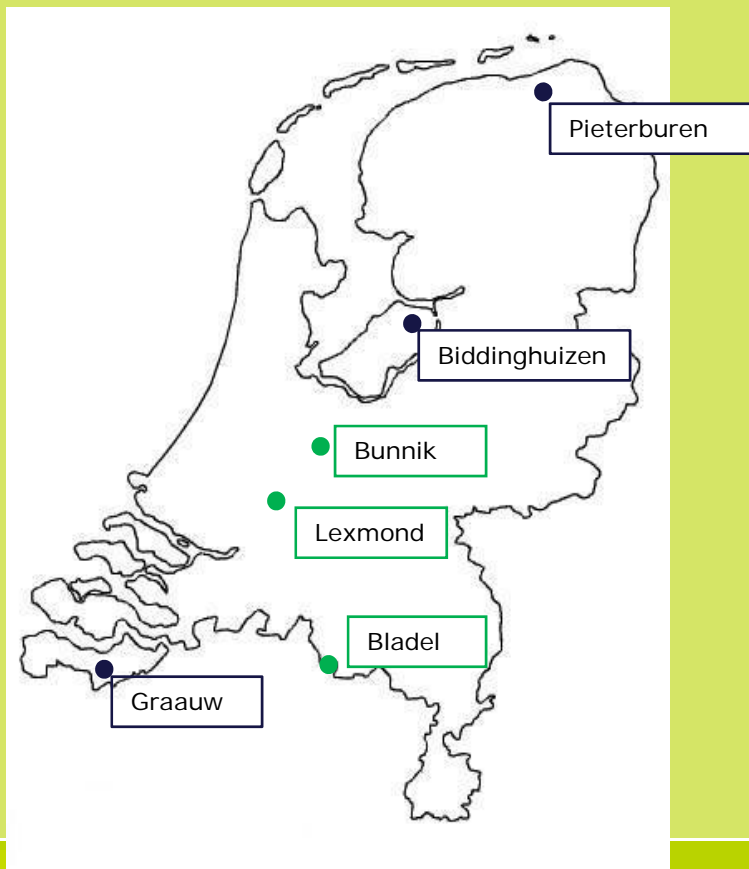 Pieterburen
Biddinghuizen
Bunnik
Lexmond
Bladel
Graauw